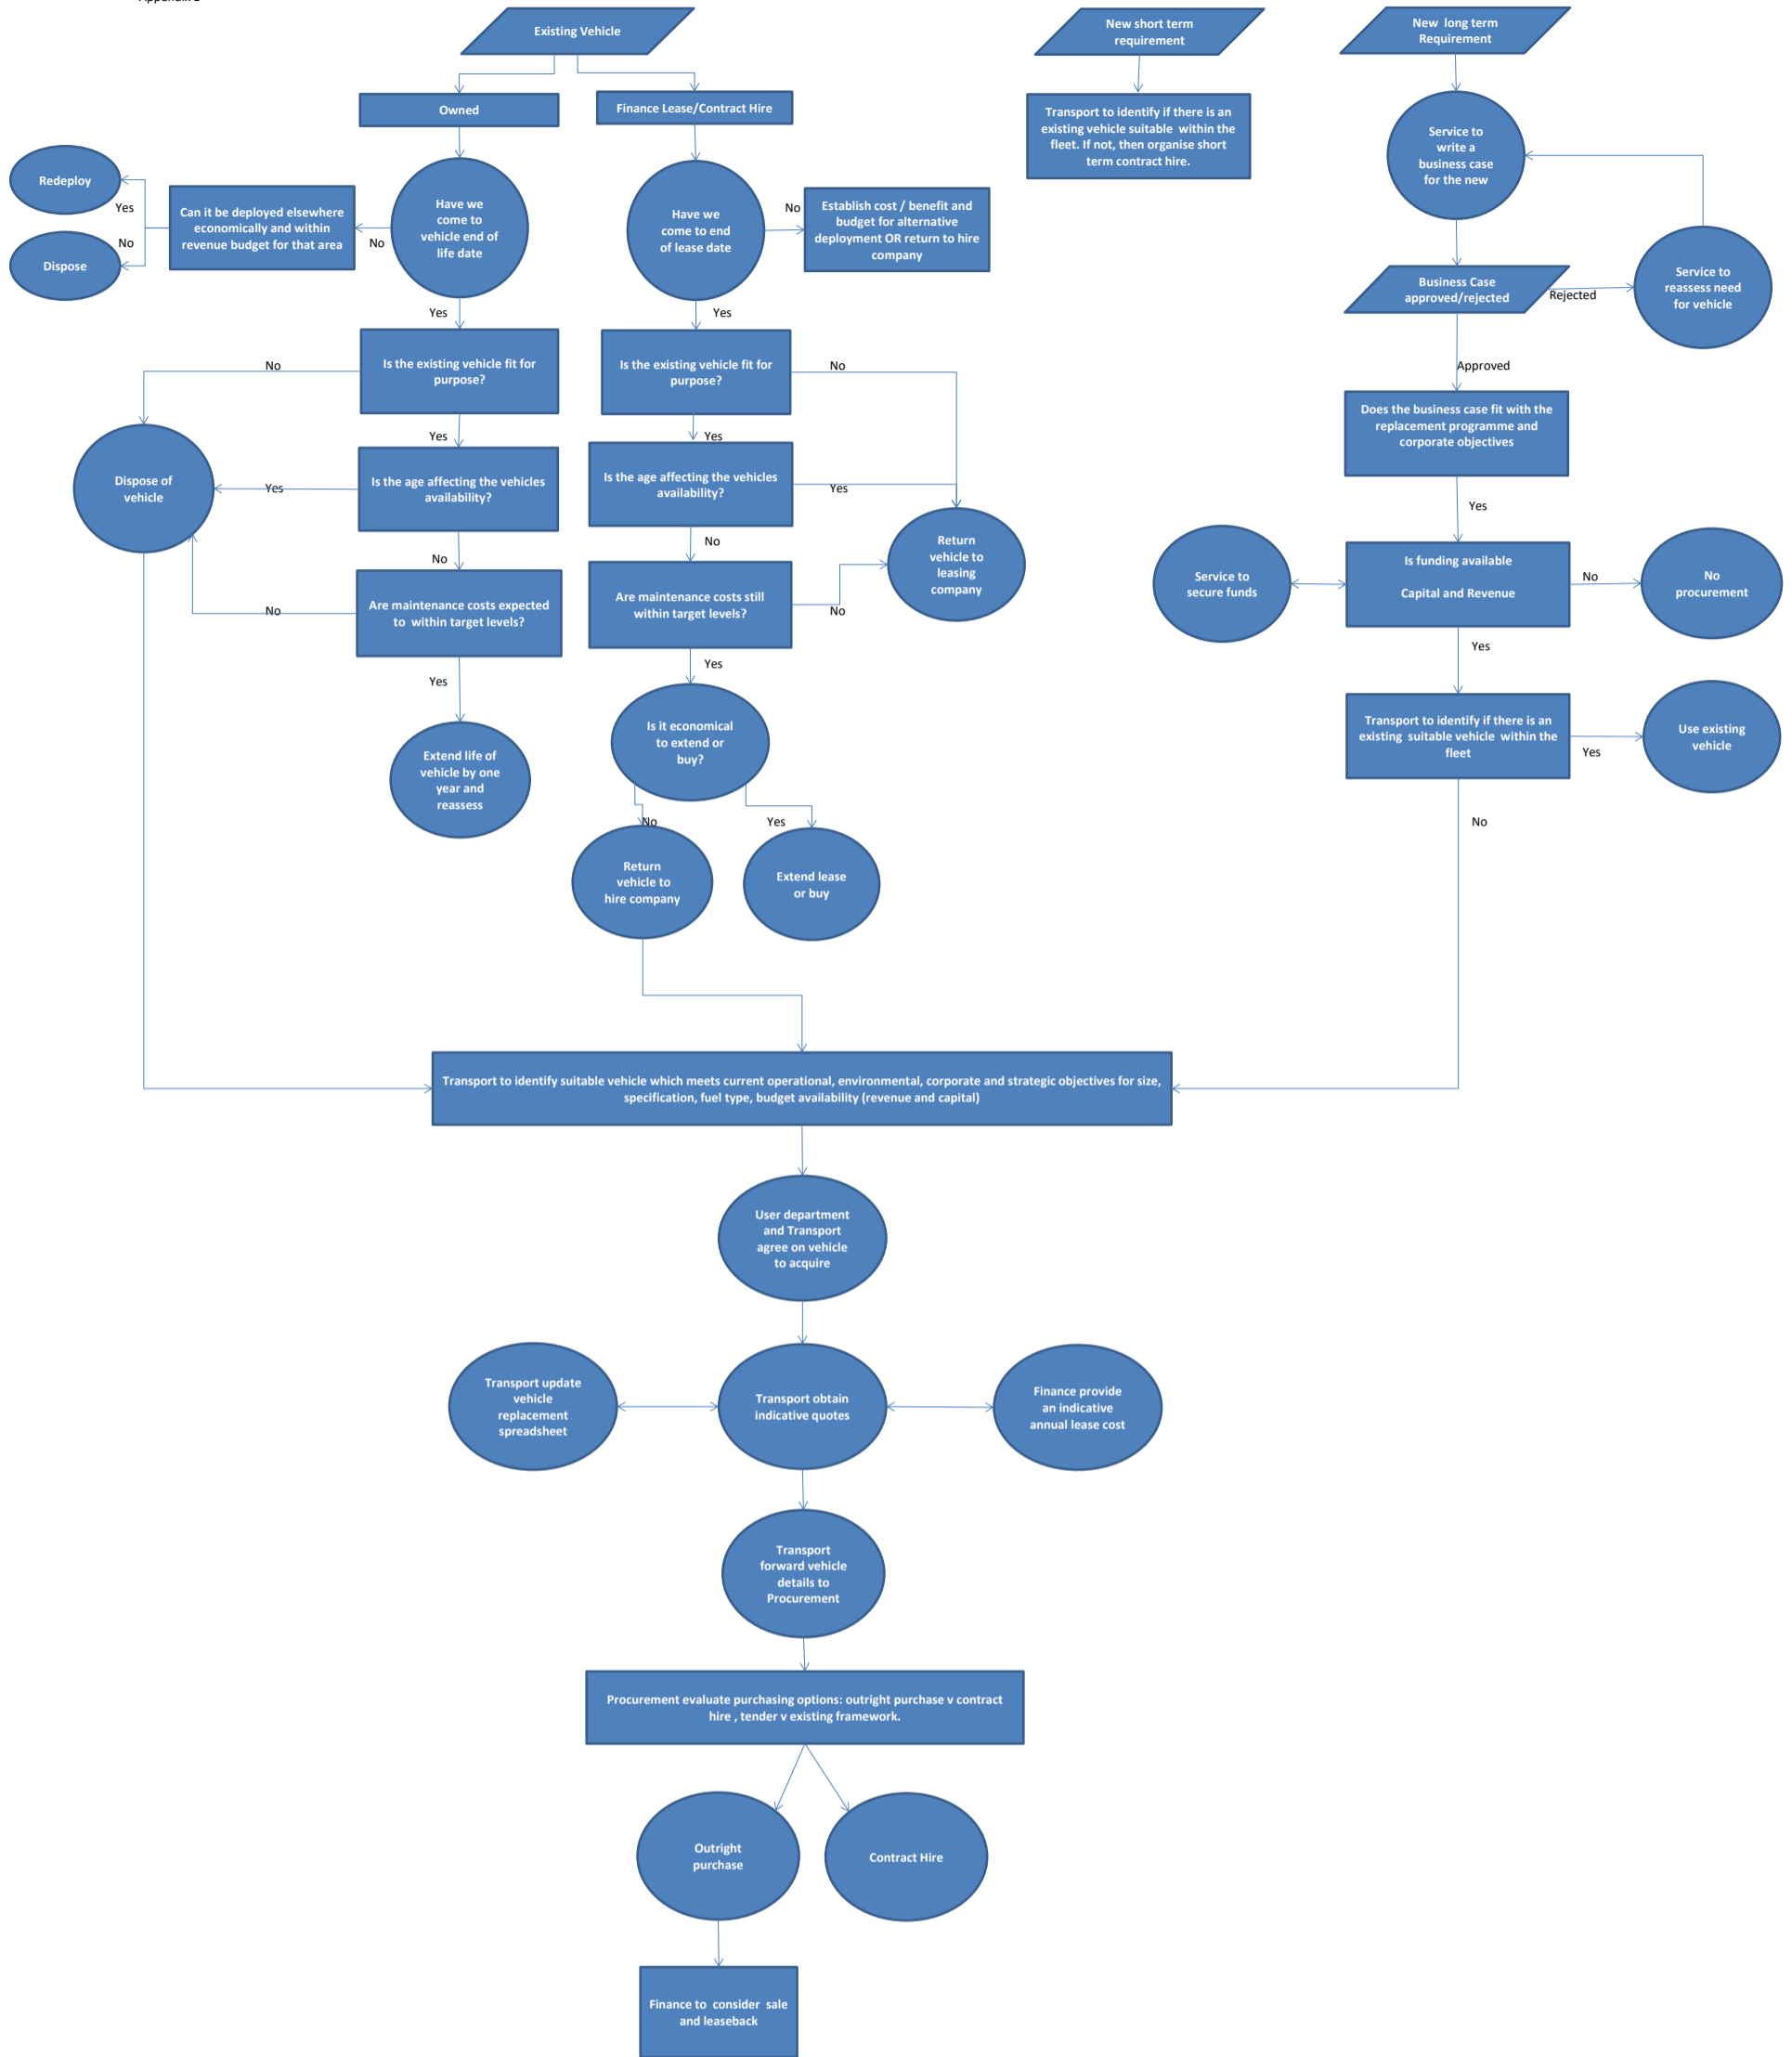 Existing Vehicle
New short term
requirement
New long term
Requirement
Owned
Finance Lease/Contract Hire
Transport to identify if there is an
existing vehicle suitable within the
fleet. If not, then organise short
term contract hire.
Service to
write a
business case
for the new
Redeploy
Yes
No
Dispose
Can it be deployed elsewhere
economically and within
revenue budget for that area
No
Have we
come to
vehicle end of
life date
Have we
come to end
of lease date
No
Establish cost / benefit and
budget for alternative
deployment OR return to hire
company
Business Case
approved/rejected
Rejected
Service to
reassess need
for vehicle
Yes
Yes
Approved
No
Is the existing vehicle fit for
purpose?
Is the existing vehicle fit for
purpose?
No
Does the business case fit with the
replacement programme and
corporate objectives
Yes
Yes
Dispose of
vehicle
Yes
Is the age affecting the vehicles
availability?
Is the age affecting the vehicles
availability?
Yes
Yes
No
No
Return
vehicle to
leasing
company
Service to
secure funds
Is funding available
Capital and Revenue
No
No
procurement
No
Are maintenance costs expected
to within target levels?
Are maintenance costs still
within target levels?
No
Yes
Yes
Yes
Extend life of
vehicle by one
year and
reassess
Is it economical
to extend or
buy?
Transport to identify if there is an
existing suitable vehicle within the
fleet
Yes
Use existing
vehicle
No
Yes
No
Return
vehicle to
hire company
Extend lease
or buy
Transport to identify suitable vehicle which meets current operational, environmental, corporate and strategic objectives for size,
specification, fuel type, budget availability (revenue and capital)
User department
and Transport
agree on vehicle
to acquire
Transport update
vehicle
replacement
spreadsheet
Transport obtain
indicative quotes
Finance provide
an indicative
annual lease cost
Transport
forward vehicle
details to
Procurement
Procurement evaluate purchasing options: outright purchase v contract
hire , tender v existing framework.
Outright
purchase
Contract Hire
Finance to consider sale
and leaseback